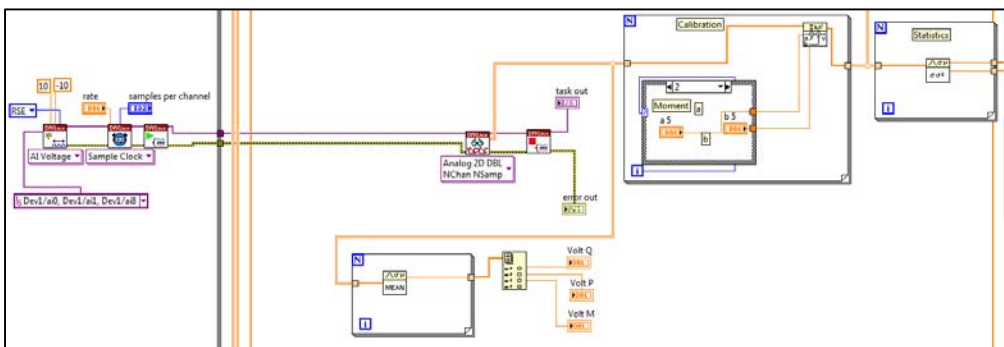 10
-10
RSE
rate
samples per channel
AI Voltage
Sample Clock
Dev1/ai0, Dev1/ai1, Dev1/ai8
task out
Analog 2D DBL
NChan NSamp
error out
N
MEAN
i
Volt Q
Volt P
Volt M
N
Calibration
2
Moment
a
a 5
b 5
b
i
N
Statistics
i